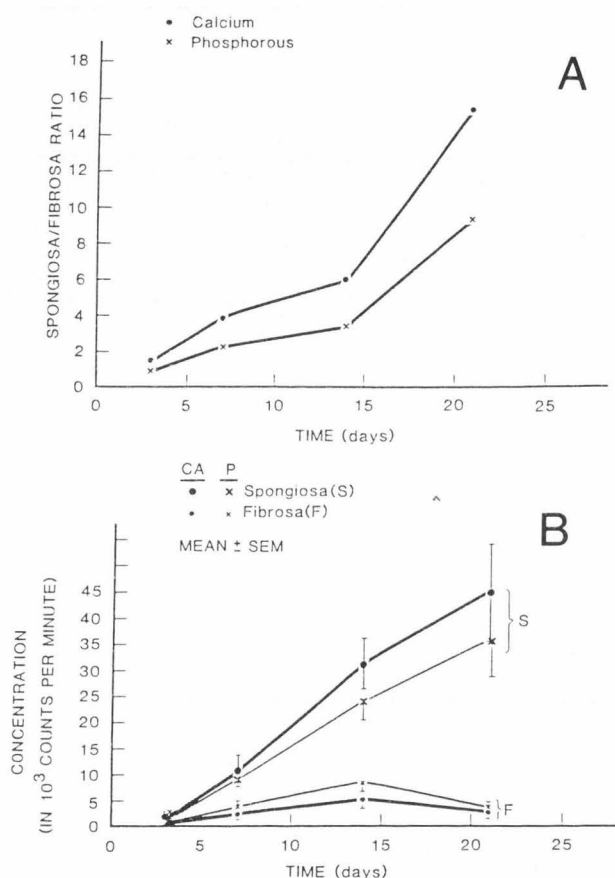 • Calcium
× Phosphorous
A
SPONGIOSA/FIBROSA RATIO
18
16
14
12
10
8
6
4
2
0
0 5 10 15 20 25
TIME (days)
CA P
• × Spongiosa(S)
• × Fibrosa(F)
MEAN ± SEM
B
CONCENTRATION
(IN 10³ COUNTS PER MINUTE)
45
40
35
30
25
20
15
10
5
0
S
F
0 5 10 15 20 25
TIME (days)